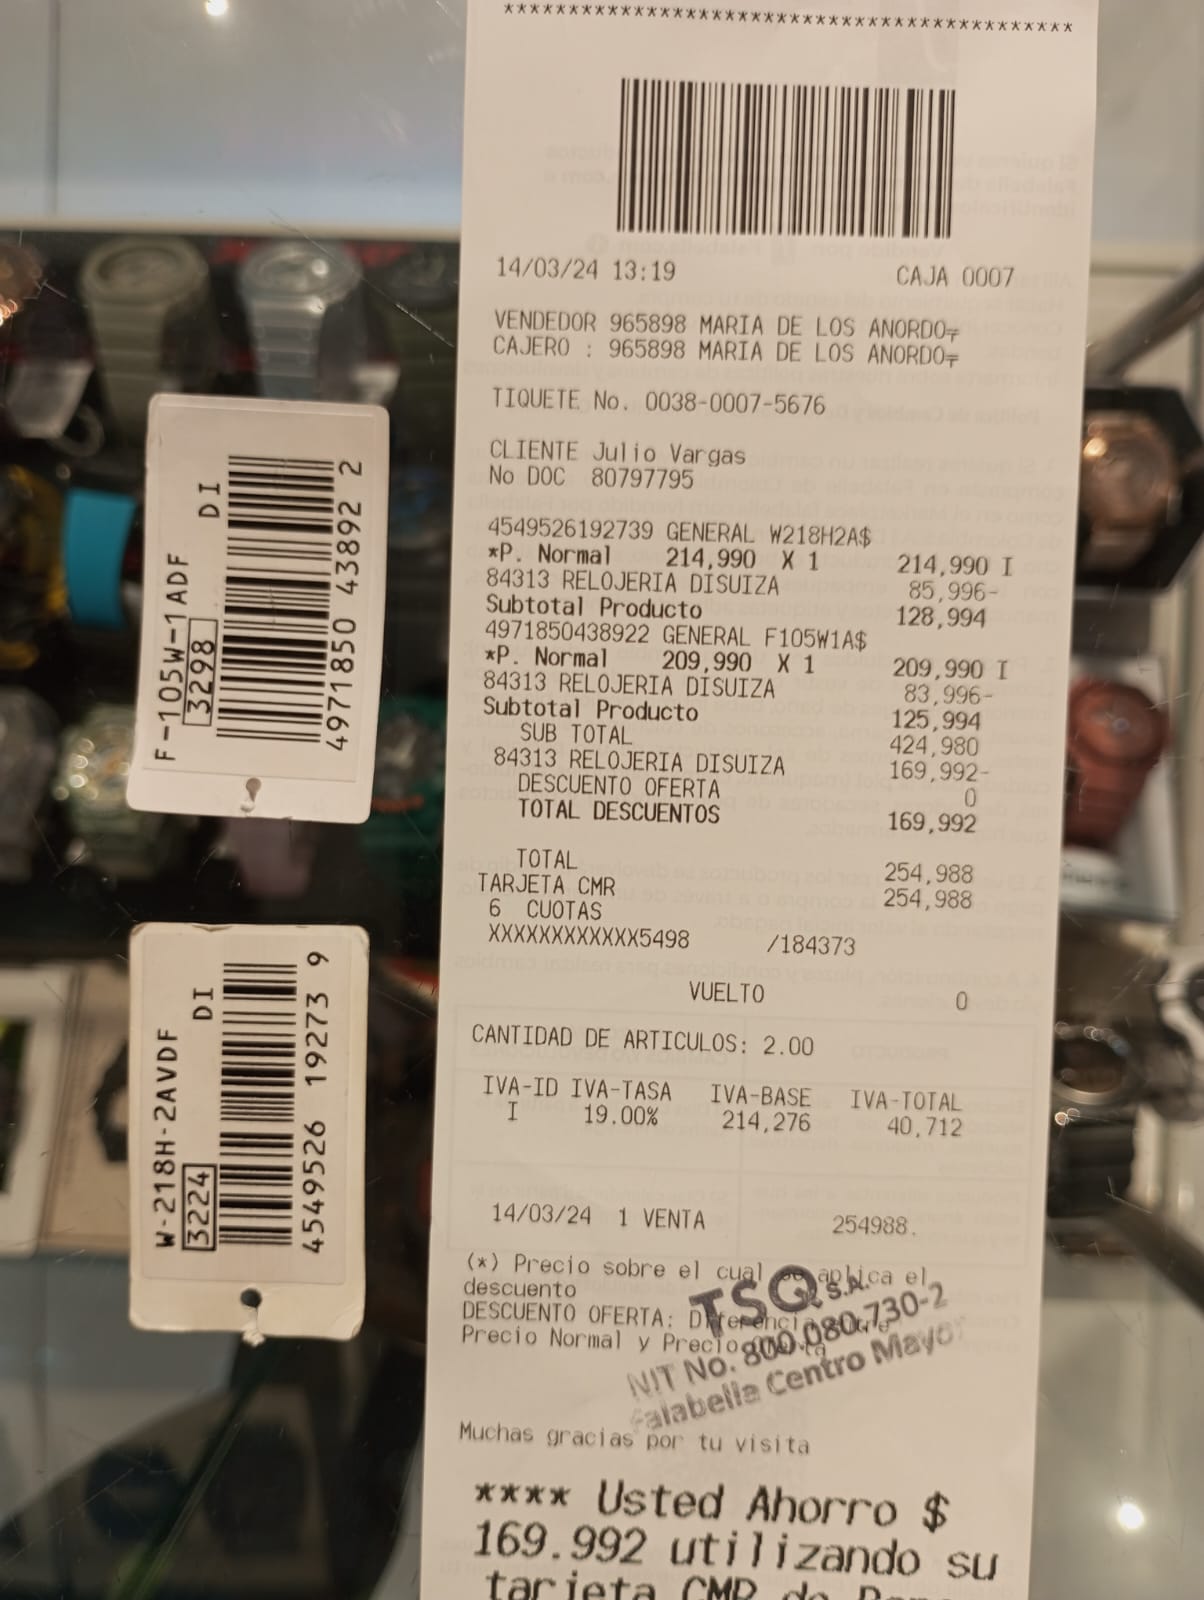 F-105W-1ADF
3298
DI
4971850 43892 2
W-218H-2AVDF
3224
DI
4549526 19273 9
******************************************
14/03/24 13:19 CAJA 0007
VENDEDOR 965898 MARIA DE LOS ANORDO
CAJERO : 965898 MARIA DE LOS ANORDO
TIQUETE No. 0038-0007-5676
CLIENTE Julio Vargas
No DOC 80797795
4549526192739 GENERAL W218H2A$
*P. Normal 214,990 X 1 214,990 I
84313 RELOJERIA DISUIZA 85,996-
Subtotal Producto 128,994
4971850438922 GENERAL F105W1A$
*P. Normal 209,990 X 1 209,990 I
84313 RELOJERIA DISUIZA 83,996-
Subtotal Producto 125,994
SUB TOTAL 424,980
84313 RELOJERIA DISUIZA 169,992-
DESCUENTO OFERTA 0
TOTAL DESCUENTOS 169,992
TOTAL 254,988
TARJETA CMR 254,988
6 CUOTAS
XXXXXXXXXXXX5498 /184373
VUELTO 0
CANTIDAD DE ARTICULOS: 2.00
IVA-ID IVA-TASA IVA-BASE IVA-TOTAL
I 19.00% 214,276 40,712
14/03/24 1 VENTA 254988.
(*) Precio sobre el cual se aplica el
descuento
DESCUENTO OFERTA: Diferencia entre
Precio Normal y Precio Oferta
TSQ S.A.
NIT No. 800.080.730-2
Falabella Centro Mayor
Muchas gracias por tu visita
**** Usted Ahorro $
169.992 utilizando su
tarjeta CMR de